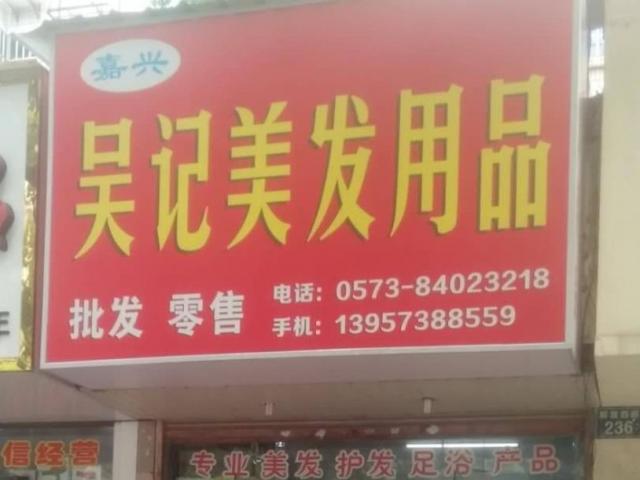 嘉兴
吴记美发用品
批发 零售
电话：0573-84023218
手机：13957388559
信经营
专业美发护发足浴产品
236